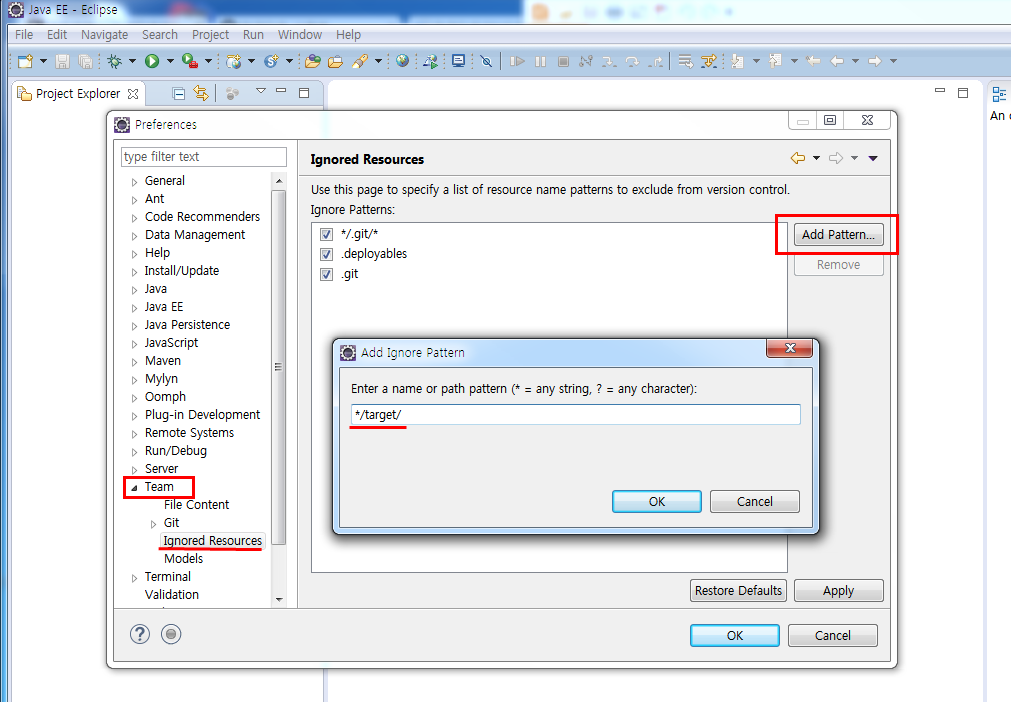 Java EE - Eclipse
File Edit Navigate Search Project Run Window Help
Project Explorer
An
Preferences
type filter text
General
Ant
Code Recommenders
Data Management
Help
Install/Update
Java
Java EE
Java Persistence
JavaScript
Maven
Mylyn
Oomph
Plug-in Development
Remote Systems
Run/Debug
Server
Team
File Content
Git
Ignored Resources
Models
Terminal
Validation
Ignored Resources
Use this page to specify a list of resource name patterns to exclude from version control.
Ignore Patterns:
*/.git/*
.deployables
.git
Add Pattern...
Remove
Add Ignore Pattern
Enter a name or path pattern (* = any string, ? = any character):
*/target/
OK Cancel
Restore Defaults Apply
OK Cancel